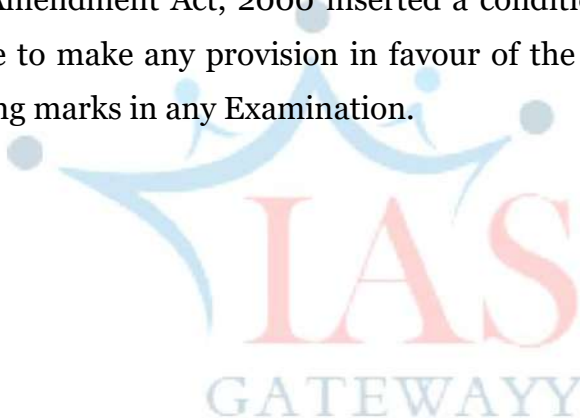 Amendment Act, 2000 inserted a conditio
e to make any provision in favour of the
ng marks in any Examination.
IAS
GATEWAYY